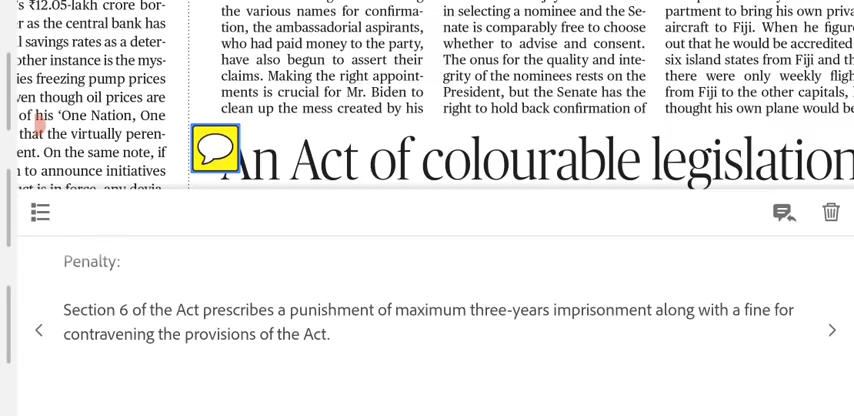 's ₹12.05-lakh crore bor-
er as the central bank has
l savings rates as a deter-
other instance is the mys-
ies freezing pump prices
ven though oil prices are
of his ‘One Nation, One
that the virtually peren-
ent. On the same note, if
n to announce initiatives
the various names for confirma-
tion, the ambassadorial aspirants,
who had paid money to the party,
have also begun to assert their
claims. Making the right appoint-
ments is crucial for Mr. Biden to
clean up the mess created by his
in selecting a nominee and the Se-
nate is comparably free to choose
whether to advise and consent.
The onus for the quality and inte-
grity of the nominees rests on the
President, but the Senate has the
right to hold back confirmation of
partment to bring his own priva
aircraft to Fiji. When he figur
out that he would be accredited
six island states from Fiji and th
there were only weekly fligh
from Fiji to the other capitals,
thought his own plane would be
An Act of colourable legislation
Penalty:
Section 6 of the Act prescribes a punishment of maximum three-years imprisonment along with a fine for
contravening the provisions of the Act.